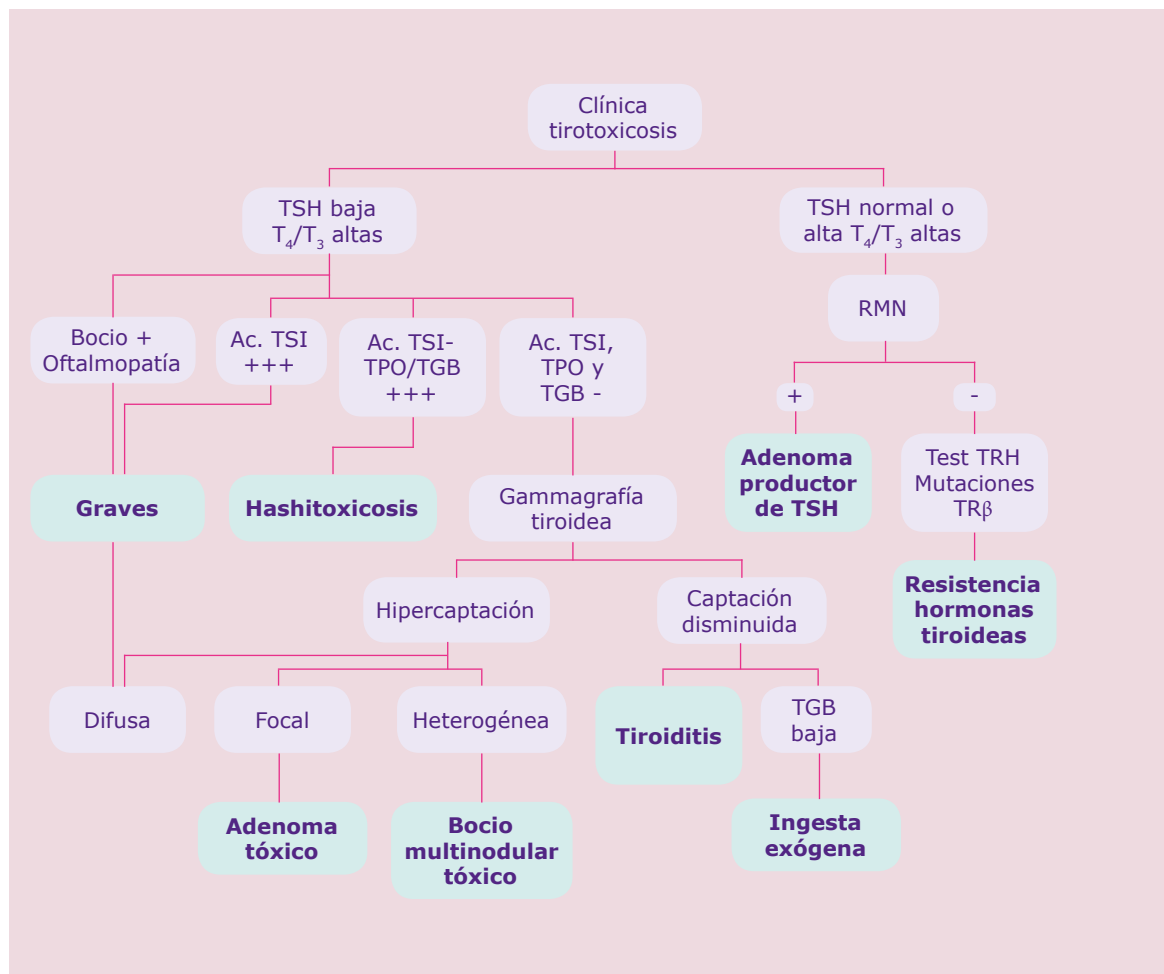 Clínica
tirotoxicosis
TSH baja
T₄/T₃ altas
TSH normal o
alta T₄/T₃ altas
RMN
Bocio +
Oftalmopatía
Ac. TSI
+++
Ac. TSI-
TPO/TGB
+++
Ac. TSI,
TPO y
TGB -
+
-
Graves
Hashitoxicosis
Gammagrafía
tiroidea
Adenoma
productor
de TSH
Test TRH
Mutaciones
TRβ
Hipercaptación
Captación
disminuida
Resistencia
hormonas
tiroideas
Difusa
Focal
Heterogénea
Tiroiditis
TGB
baja
Adenoma
tóxico
Bocio
multinodular
tóxico
Ingesta
exógena